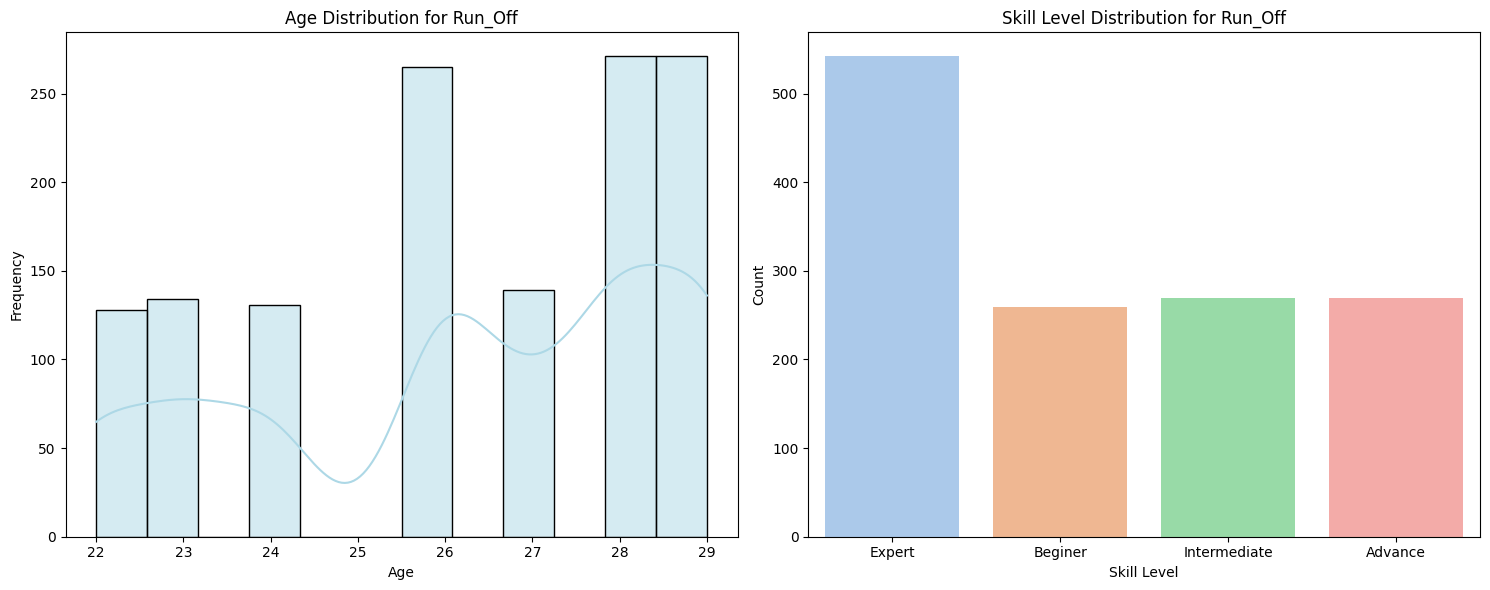 Age Distribution for Run_Off
Frequency
250
200
150
100
50
0
22 23 24 25 26 27 28 29
Age
Skill Level Distribution for Run_Off
Count
500
400
300
200
100
0
Expert Beginer Intermediate Advance
Skill Level